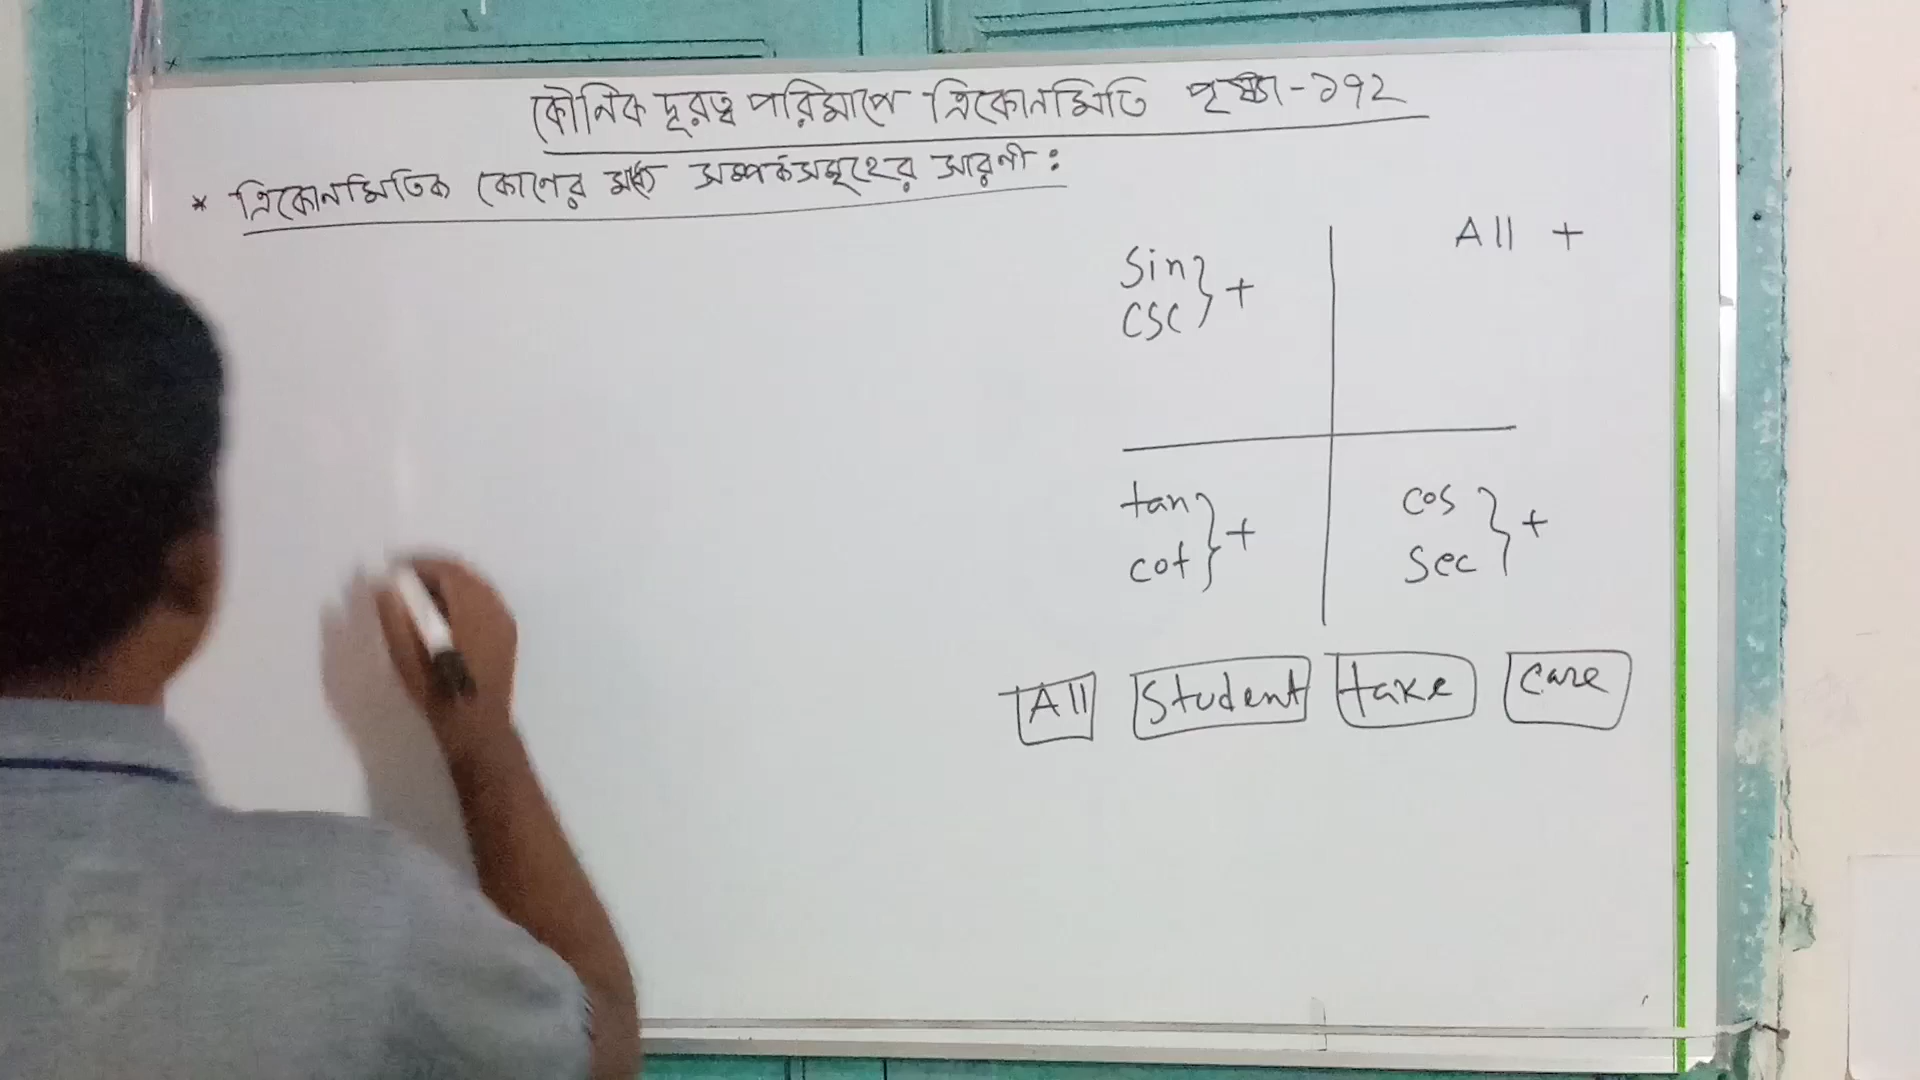 কৌনিক দূরত্ব পরিমাপে ত্রিকোনমিতি পৃষ্ঠা-১৭২
* ত্রিকোনমিতিক কোণের সম্পর্কসমূহের সারণী:
All +
Sin
CSC } +
tan
cot } +
cos
Sec } +
All Student take care